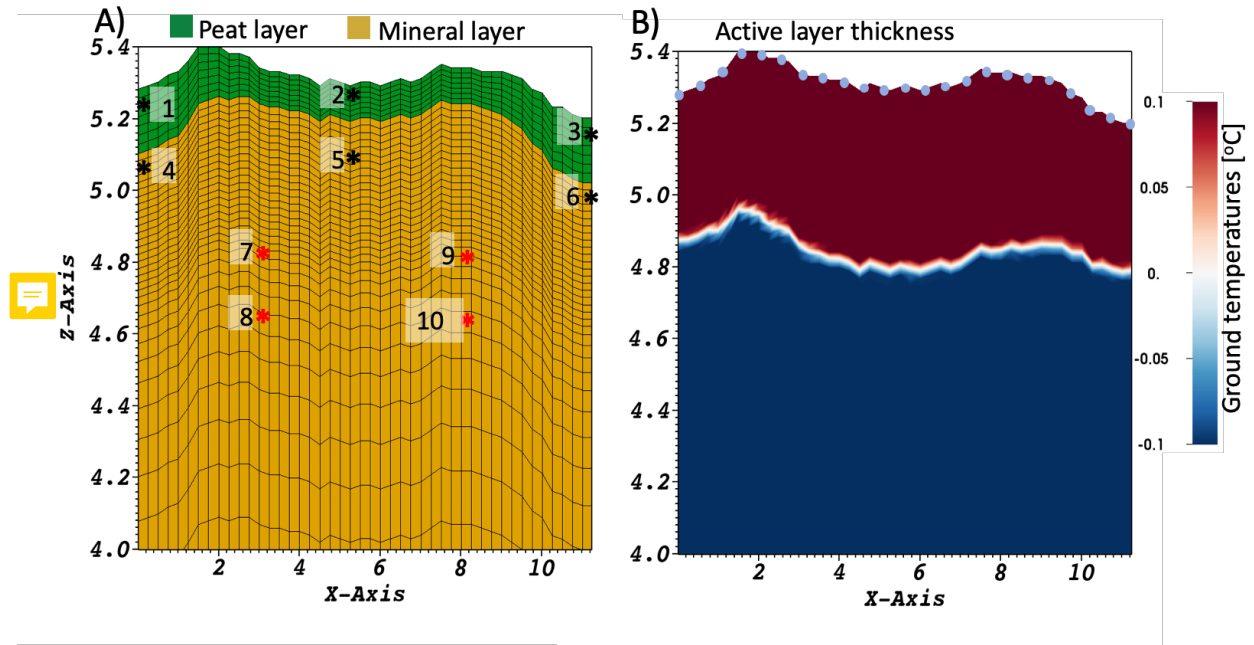 A)
Peat layer
Mineral layer
5.4
5.2
5.0
4.8
4.6
4.4
4.2
4.0
Z-Axis
1
2
3
4
5
6
7
8
9
10
2 4 6 8 10
X-Axis
B)
Active layer thickness
5.4
5.2
5.0
4.8
4.6
4.4
4.2
4.0
2 4 6 8 10
X-Axis
0.1
0.05
0.
-0.05
-0.1
Ground temperatures [ºC]